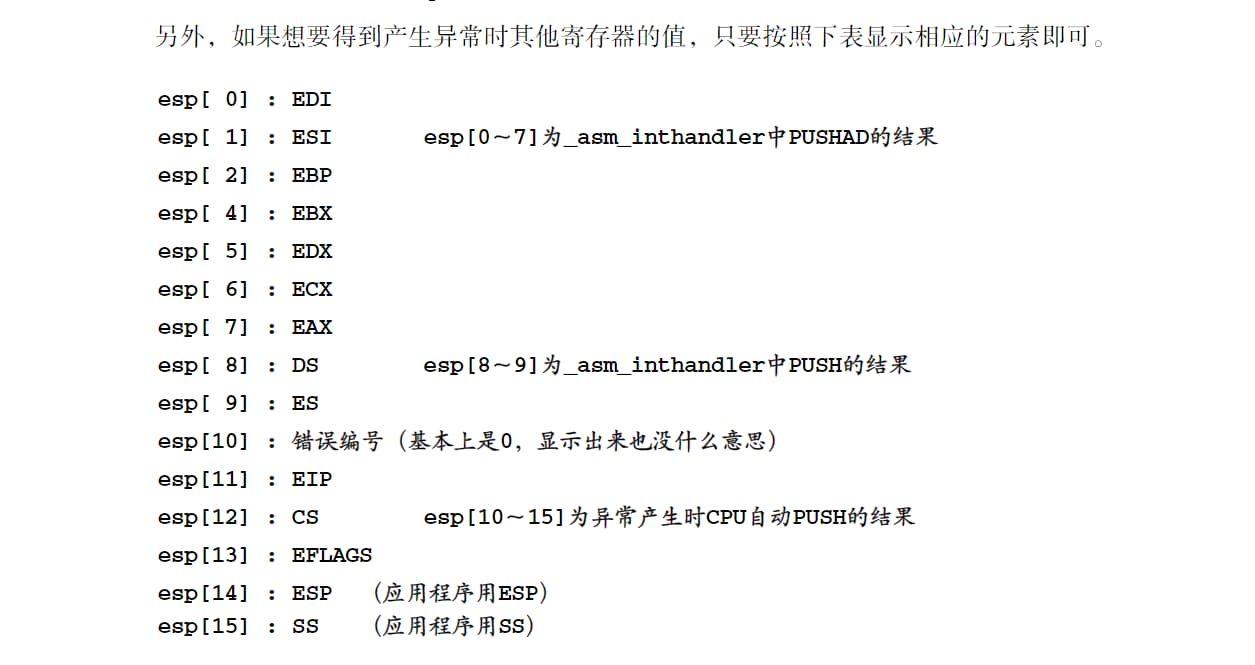 另外，如果想要得到产生异常时其他寄存器的值，只要按照下表显示相应的元素即可。
esp[ 0] : EDI
esp[ 1] : ESI esp[0～7]为_asm_inthandler中PUSHAD的结果
esp[ 2] : EBP
esp[ 4] : EBX
esp[ 5] : EDX
esp[ 6] : ECX
esp[ 7] : EAX
esp[ 8] : DS esp[8～9]为_asm_inthandler中PUSH的结果
esp[ 9] : ES
esp[10] : 错误编号（基本上是0，显示出来也没什么意思）
esp[11] : EIP
esp[12] : CS esp[10～15]为异常产生时CPU自动PUSH的结果
esp[13] : EFLAGS
esp[14] : ESP （应用程序用ESP）
esp[15] : SS （应用程序用SS）